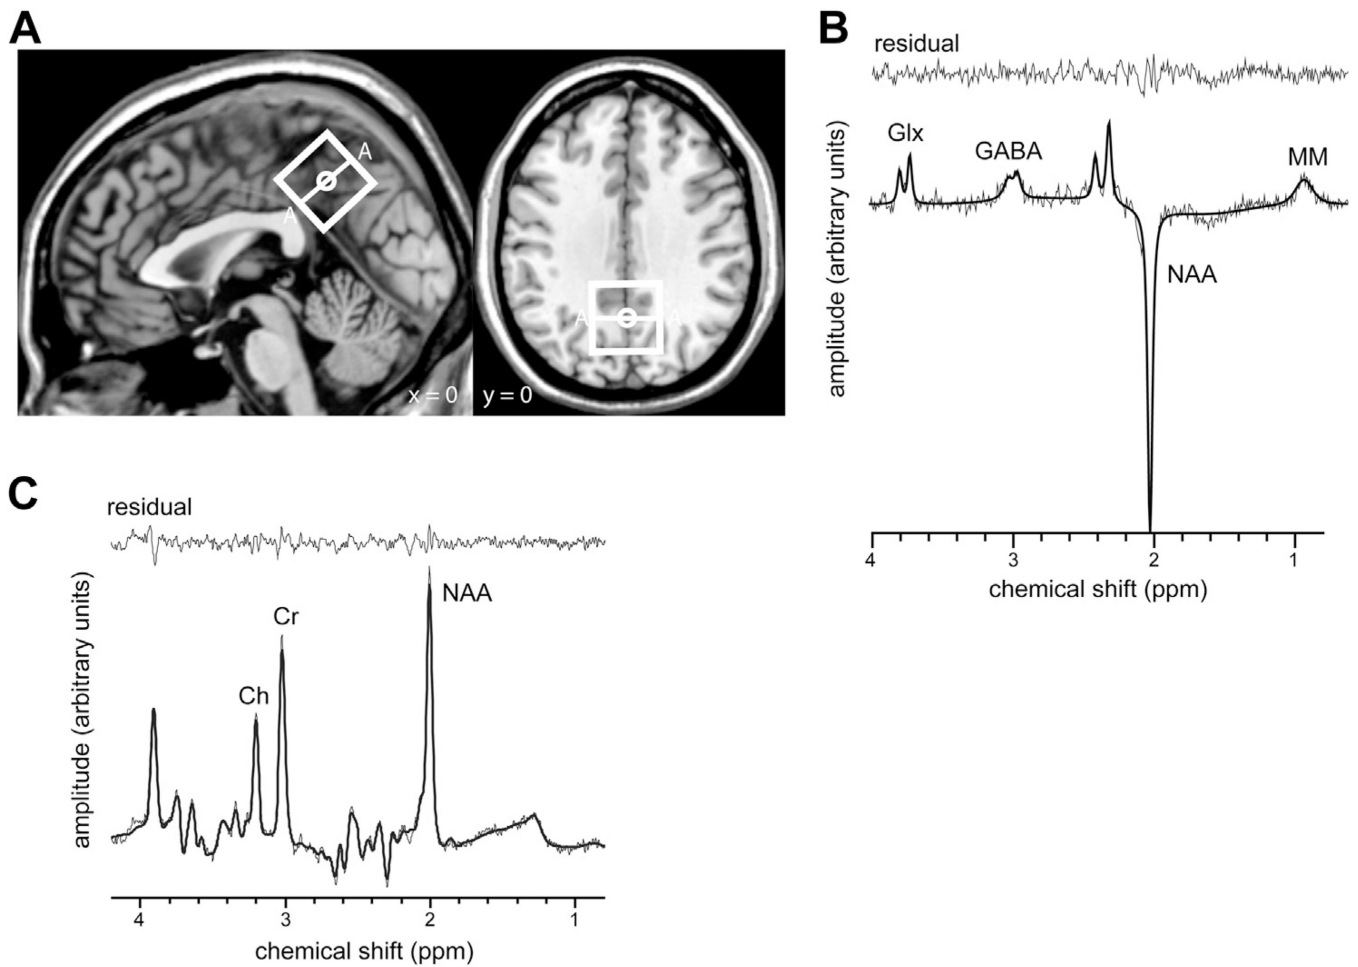 A
A
A
x = 0
y = 0
A
A
B
residual
Glx
GABA
MM
NAA
amplitude (arbitrary units)
4
3
2
1
chemical shift (ppm)
C
residual
NAA
Cr
Ch
amplitude (arbitrary units)
4
3
2
1
chemical shift (ppm)